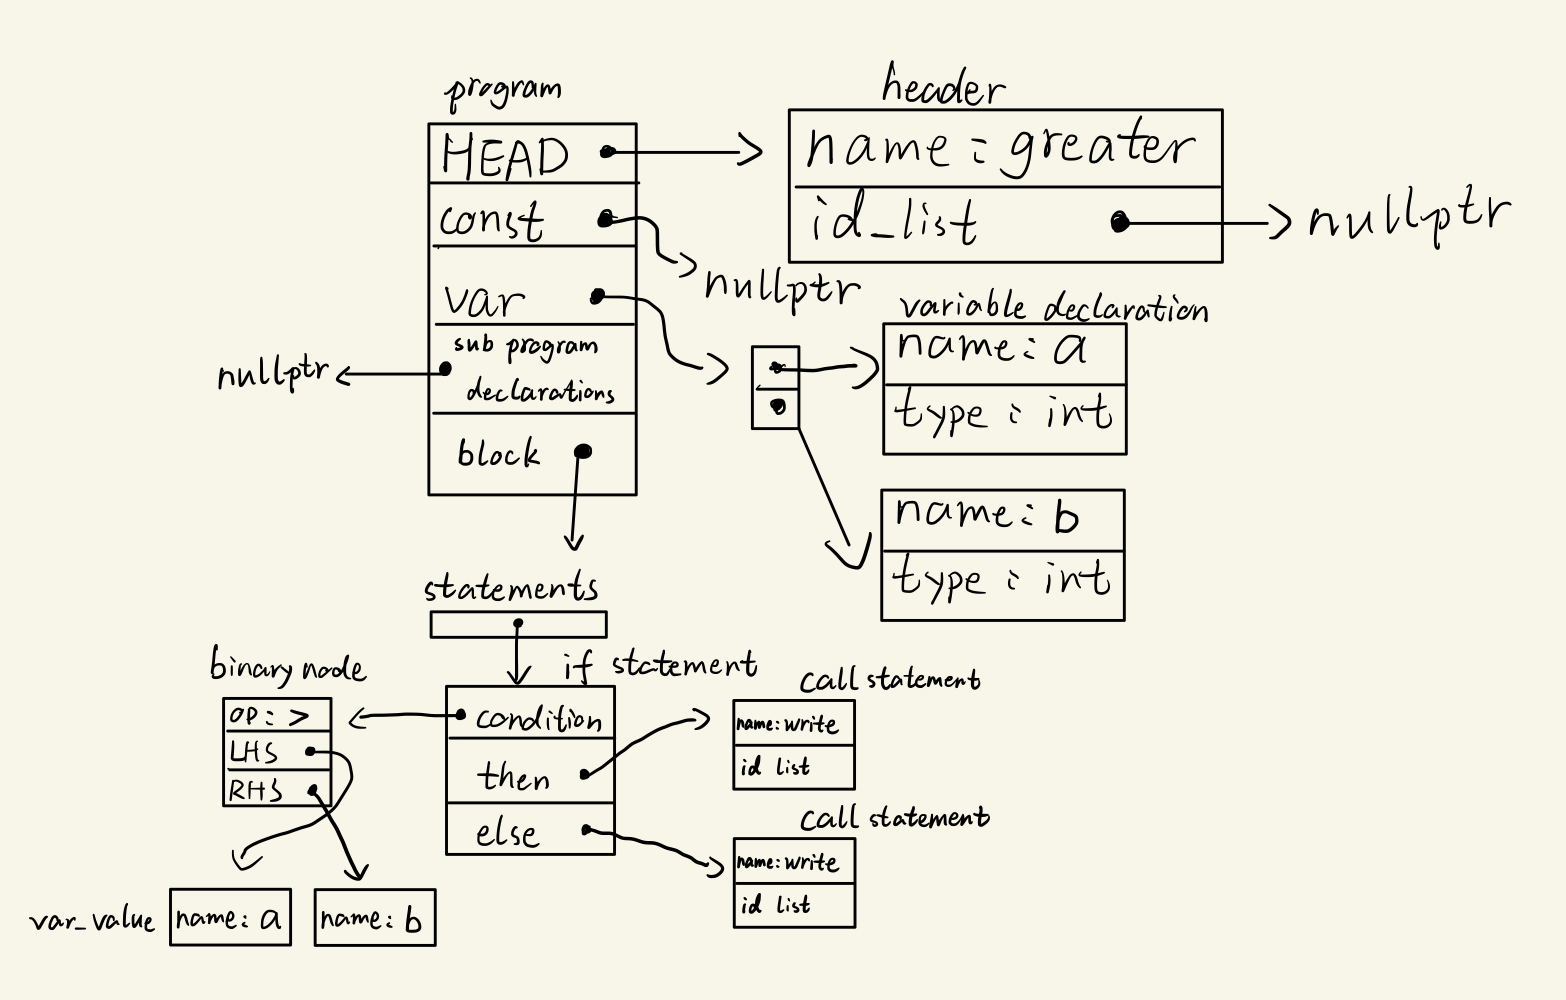 program
HEAD
const
var
sub program
declarations
block
nullptr
header
name: greater
id_list
nullptr
nullptr
variable declaration
name: a
type: int
name: b
type: int
statements
if statement
condition
then
else
binary node
OP: >
LHS
RHS
var_value
name: a
name: b
call statement
name: write
id list
call statement
name: write
id list